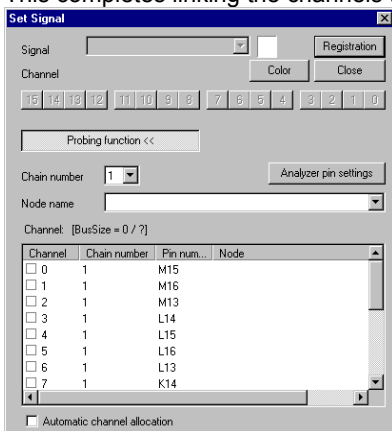 This completes linking the channels
Set Signal
Signal
Registration
Channel
Color
Close
15 14 13 12 11 10 9 8 7 6 5 4 3 2 1 0
Probing function <<
Chain number 1
Analyzer pin settings
Node name
Channel: [BusSize = 0 / ?]
Channel Chain number Pin num... Node
0 1 M15
1 1 M16
2 1 M13
3 1 L14
4 1 L15
5 1 L16
6 1 L13
7 1 K14
Automatic channel allocation